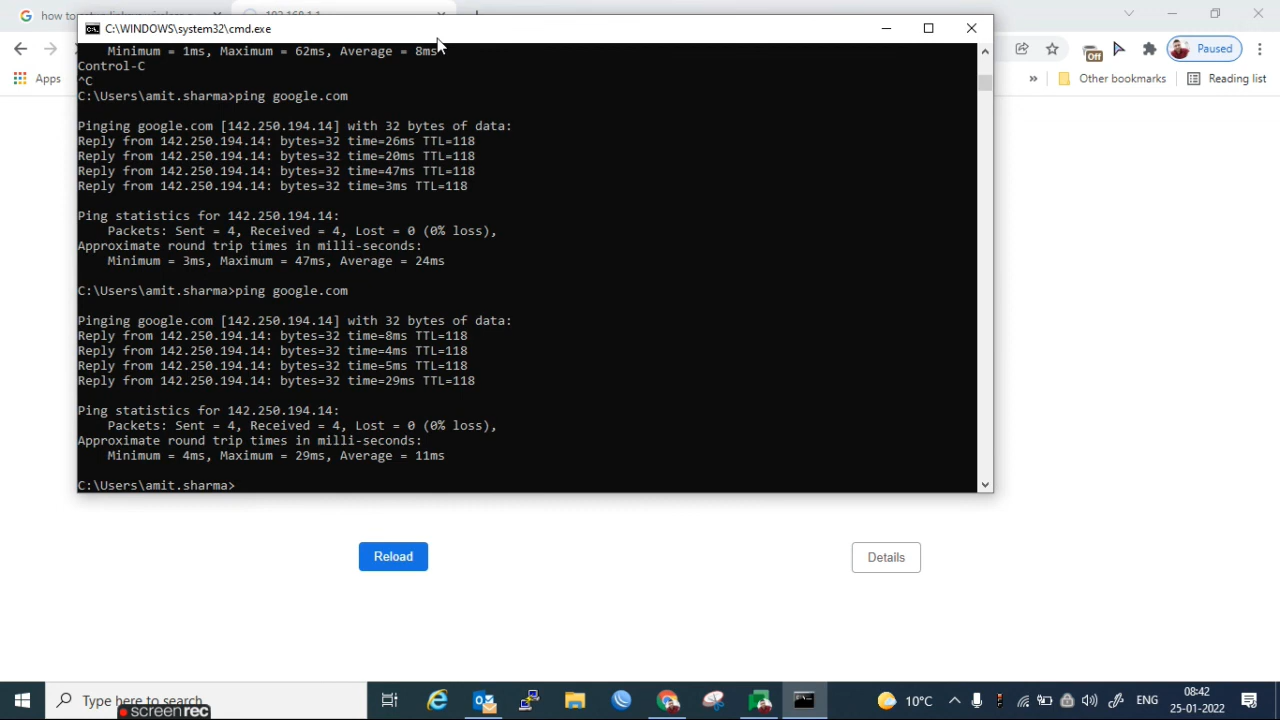 how to
192.168.1.1
C:\WINDOWS\system32\cmd.exe
Paused
Off
Apps
Other bookmarks
Reading list
Minimum = 1ms, Maximum = 62ms, Average = 8ms
Control-C
^C
C:\Users\amit.sharma>ping google.com
Pinging google.com [142.250.194.14] with 32 bytes of data:
Reply from 142.250.194.14: bytes=32 time=26ms TTL=118
Reply from 142.250.194.14: bytes=32 time=20ms TTL=118
Reply from 142.250.194.14: bytes=32 time=47ms TTL=118
Reply from 142.250.194.14: bytes=32 time=3ms TTL=118
Ping statistics for 142.250.194.14:
Packets: Sent = 4, Received = 4, Lost = 0 (0% loss),
Approximate round trip times in milli-seconds:
Minimum = 3ms, Maximum = 47ms, Average = 24ms
C:\Users\amit.sharma>ping google.com
Pinging google.com [142.250.194.14] with 32 bytes of data:
Reply from 142.250.194.14: bytes=32 time=8ms TTL=118
Reply from 142.250.194.14: bytes=32 time=4ms TTL=118
Reply from 142.250.194.14: bytes=32 time=5ms TTL=118
Reply from 142.250.194.14: bytes=32 time=29ms TTL=118
Ping statistics for 142.250.194.14:
Packets: Sent = 4, Received = 4, Lost = 0 (0% loss),
Approximate round trip times in milli-seconds:
Minimum = 4ms, Maximum = 29ms, Average = 11ms
C:\Users\amit.sharma>
Reload
Details
Type here to search
screenrec
10°C
ENG
08:42
25-01-2022